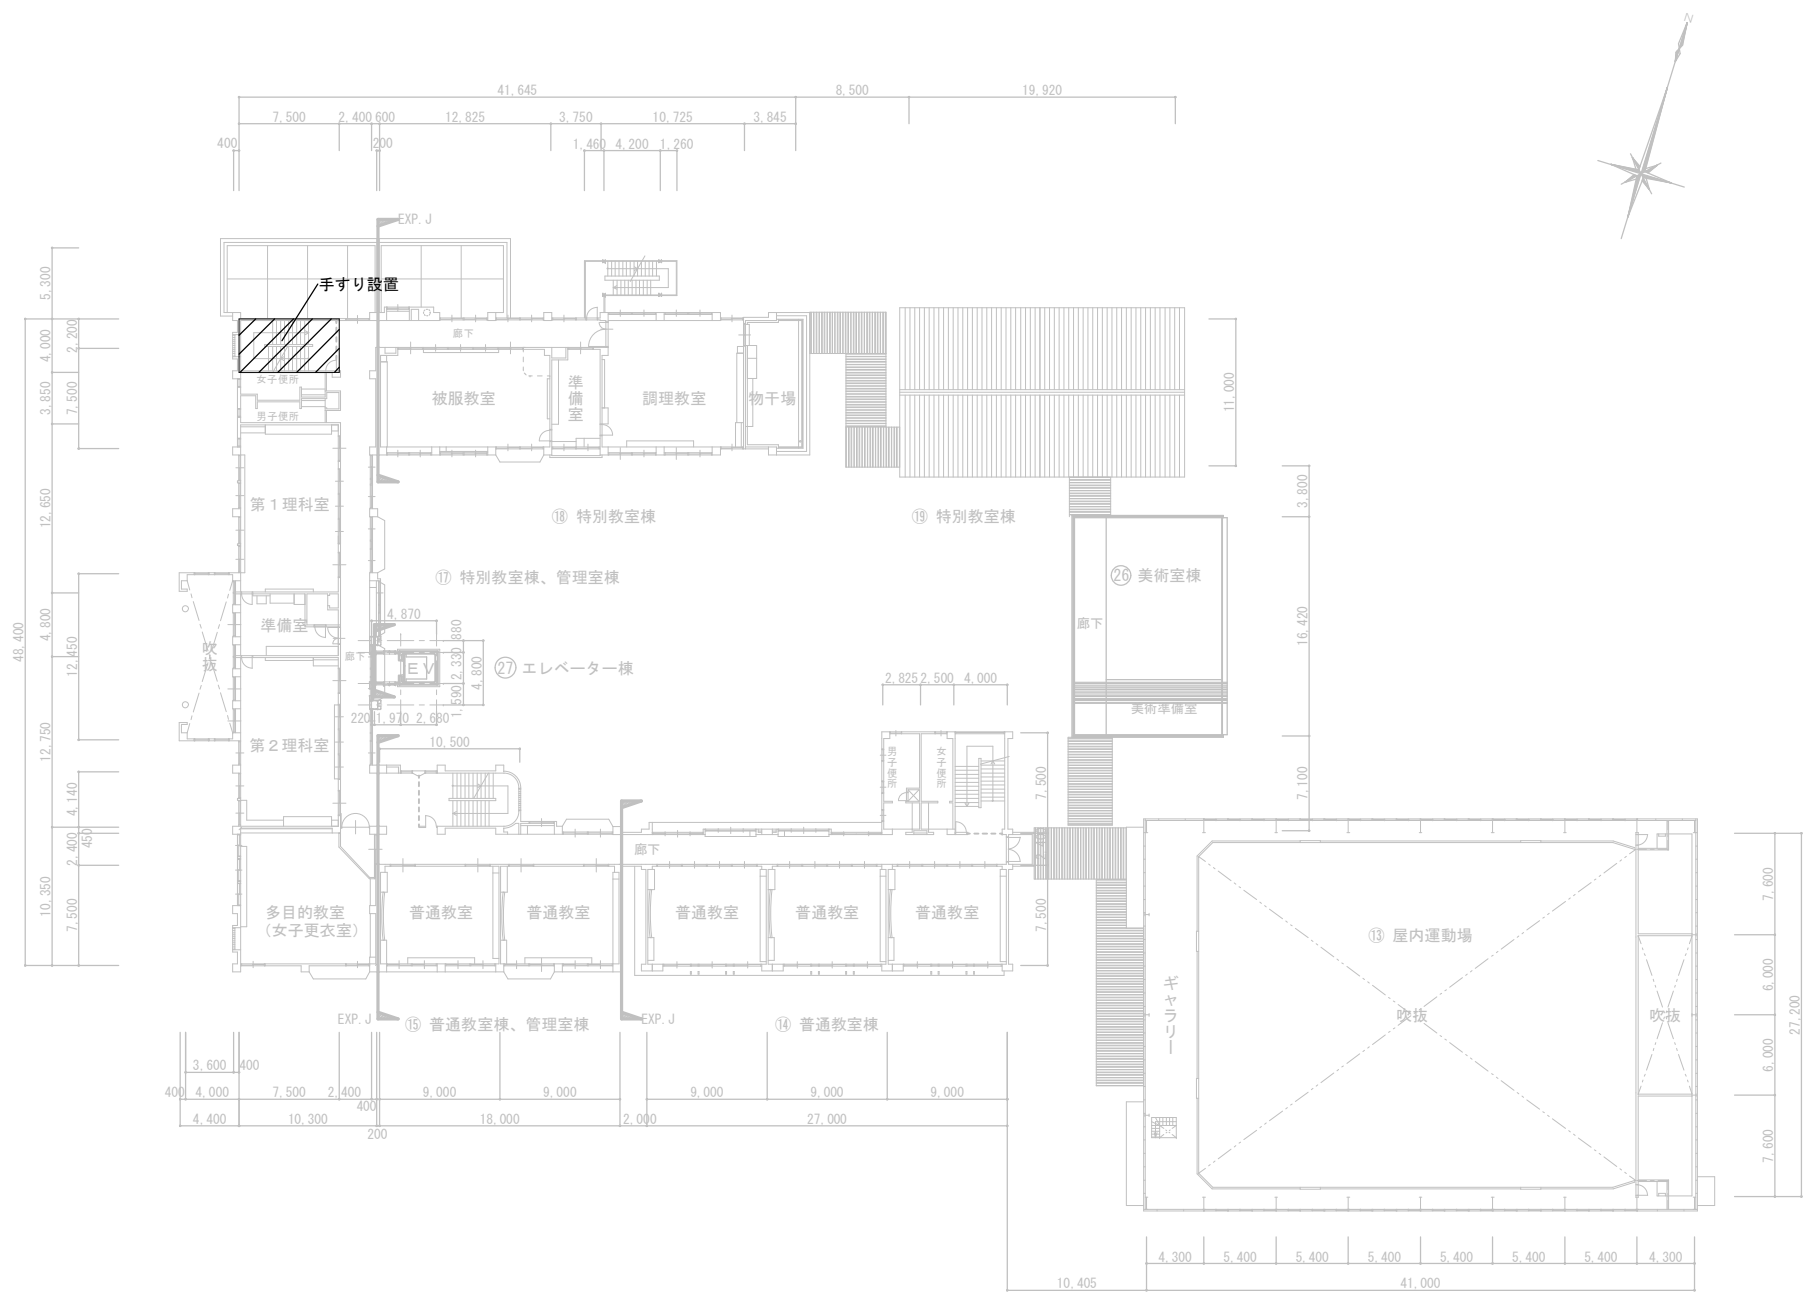 N
41,645
8,500
19,920
7,500
2,400
600
12,825
3,750
10,725
3,845
400
200
1,460
4,200
1,260
EXP.J
手すり設置
5,300
4,000
2,200
3,850
7,500
12,650
48,400
4,800
12,450
12,750
4,140
2,400
450
10,350
7,500
廊下
女子便所
男子便所
被服教室
準備室
調理教室
物干場
11,000
第1理科室
⑱ 特別教室棟
⑲ 特別教室棟
3,800
⑰ 特別教室棟、管理室棟
㉖ 美術室棟
4,870
880
準備室
廊下
16,420
吹抜
廊下
EV
2,330
4,800
㉗ エレベーター棟
1,590
2,825
2,500
4,000
220
1,970
2,680
美術準備室
第2理科室
10,500
男子便所
女子便所
7,500
7,100
廊下
2,400
多目的教室
(女子更衣室)
普通教室
普通教室
普通教室
普通教室
普通教室
7,500
⑬ 屋内運動場
7,600
ギャラリー
吹抜
吹抜
6,000
27,200
6,000
7,600
EXP.J
⑮ 普通教室棟、管理室棟
EXP.J
⑭ 普通教室棟
3,600
400
400
4,000
7,500
2,400
400
9,000
9,000
9,000
9,000
9,000
4,400
10,300
200
18,000
2,000
27,000
4,300
5,400
5,400
5,400
5,400
5,400
5,400
4,300
10,405
41,000